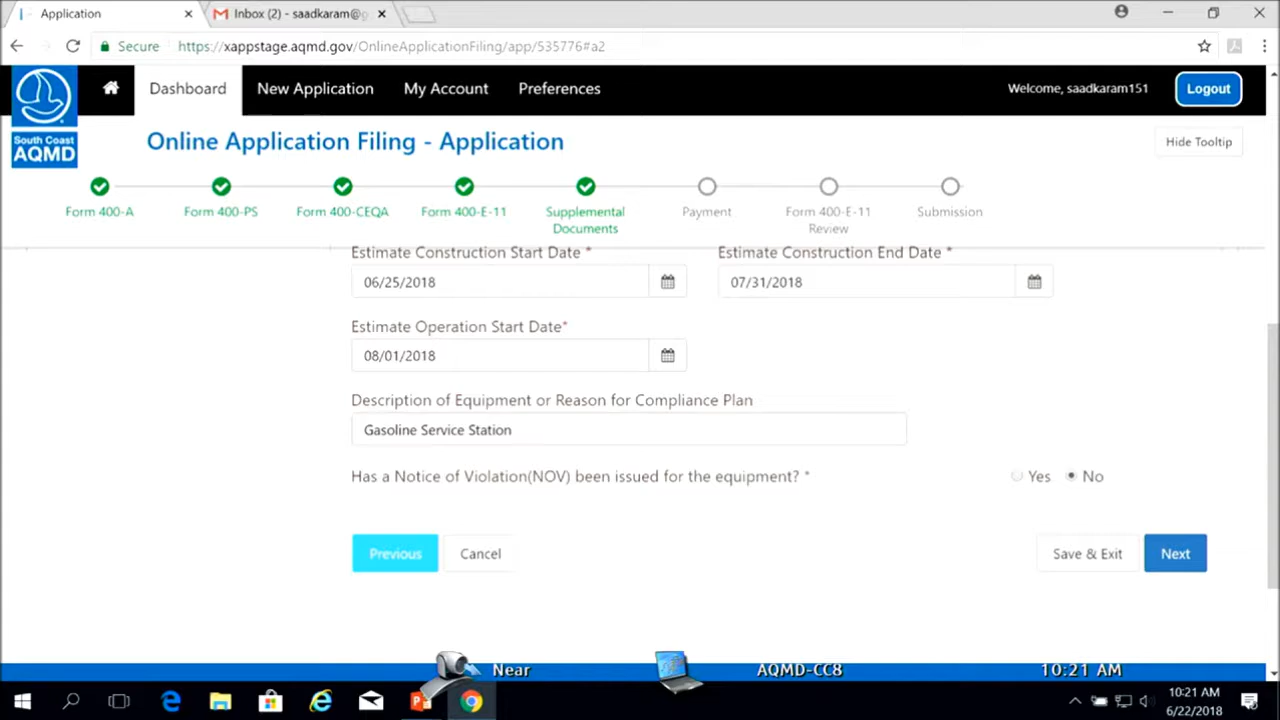 Application
Inbox (2) - saadkaram@g
Secure
https://xappstage.aqmd.gov/OnlineApplicationFiling/app/535776#a2
Dashboard
New Application
My Account
Preferences
Welcome, saadkaram151
Logout
South Coast
AQMD
Online Application Filing - Application
Hide Tooltip
Form 400-A
Form 400-PS
Form 400-CEQA
Form 400-E-11
Supplemental
Documents
Payment
Form 400-E-11
Review
Submission
Estimate Construction Start Date *
Estimate Construction End Date *
06/25/2018
07/31/2018
Estimate Operation Start Date*
08/01/2018
Description of Equipment or Reason for Compliance Plan
Gasoline Service Station
Has a Notice of Violation(NOV) been issued for the equipment? *
Yes
No
Previous
Cancel
Save & Exit
Next
Near
AQMD-CC8
10:21 AM
10:21 AM
6/22/2018